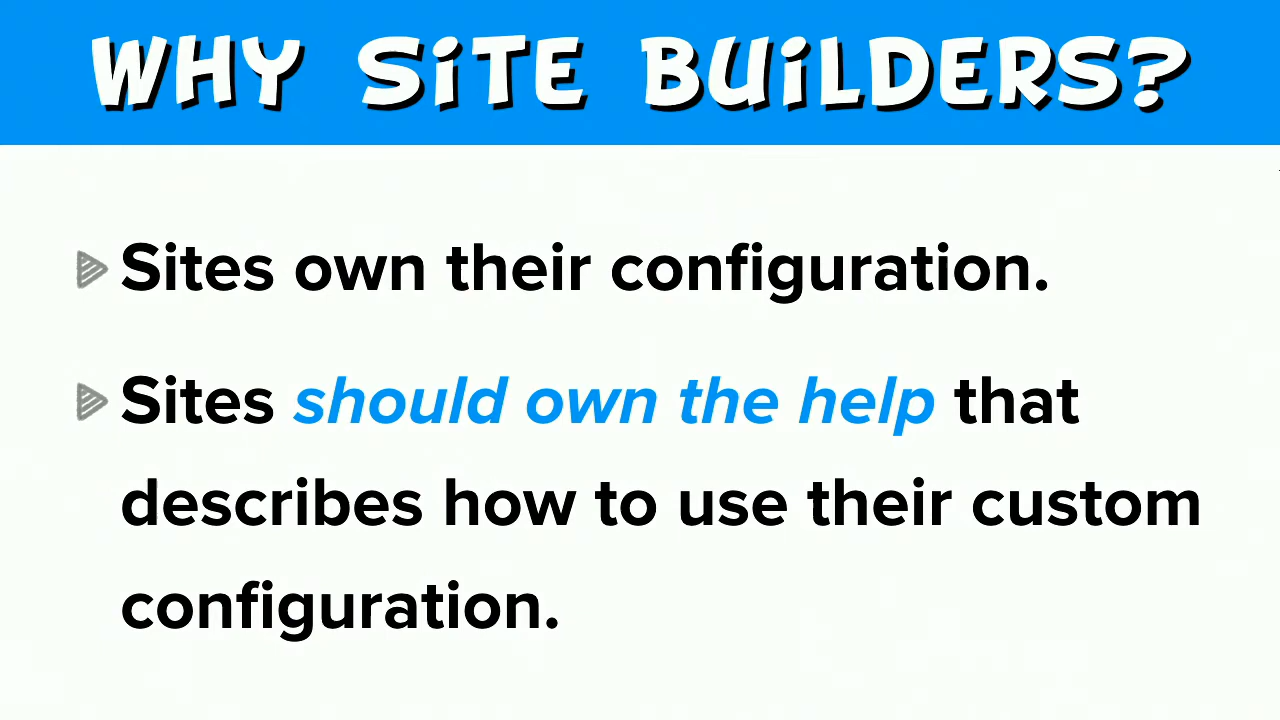 WHY SiTE BUiLDERS?
Sites own their configuration.
Sites should own the help that
describes how to use their custom
configuration.